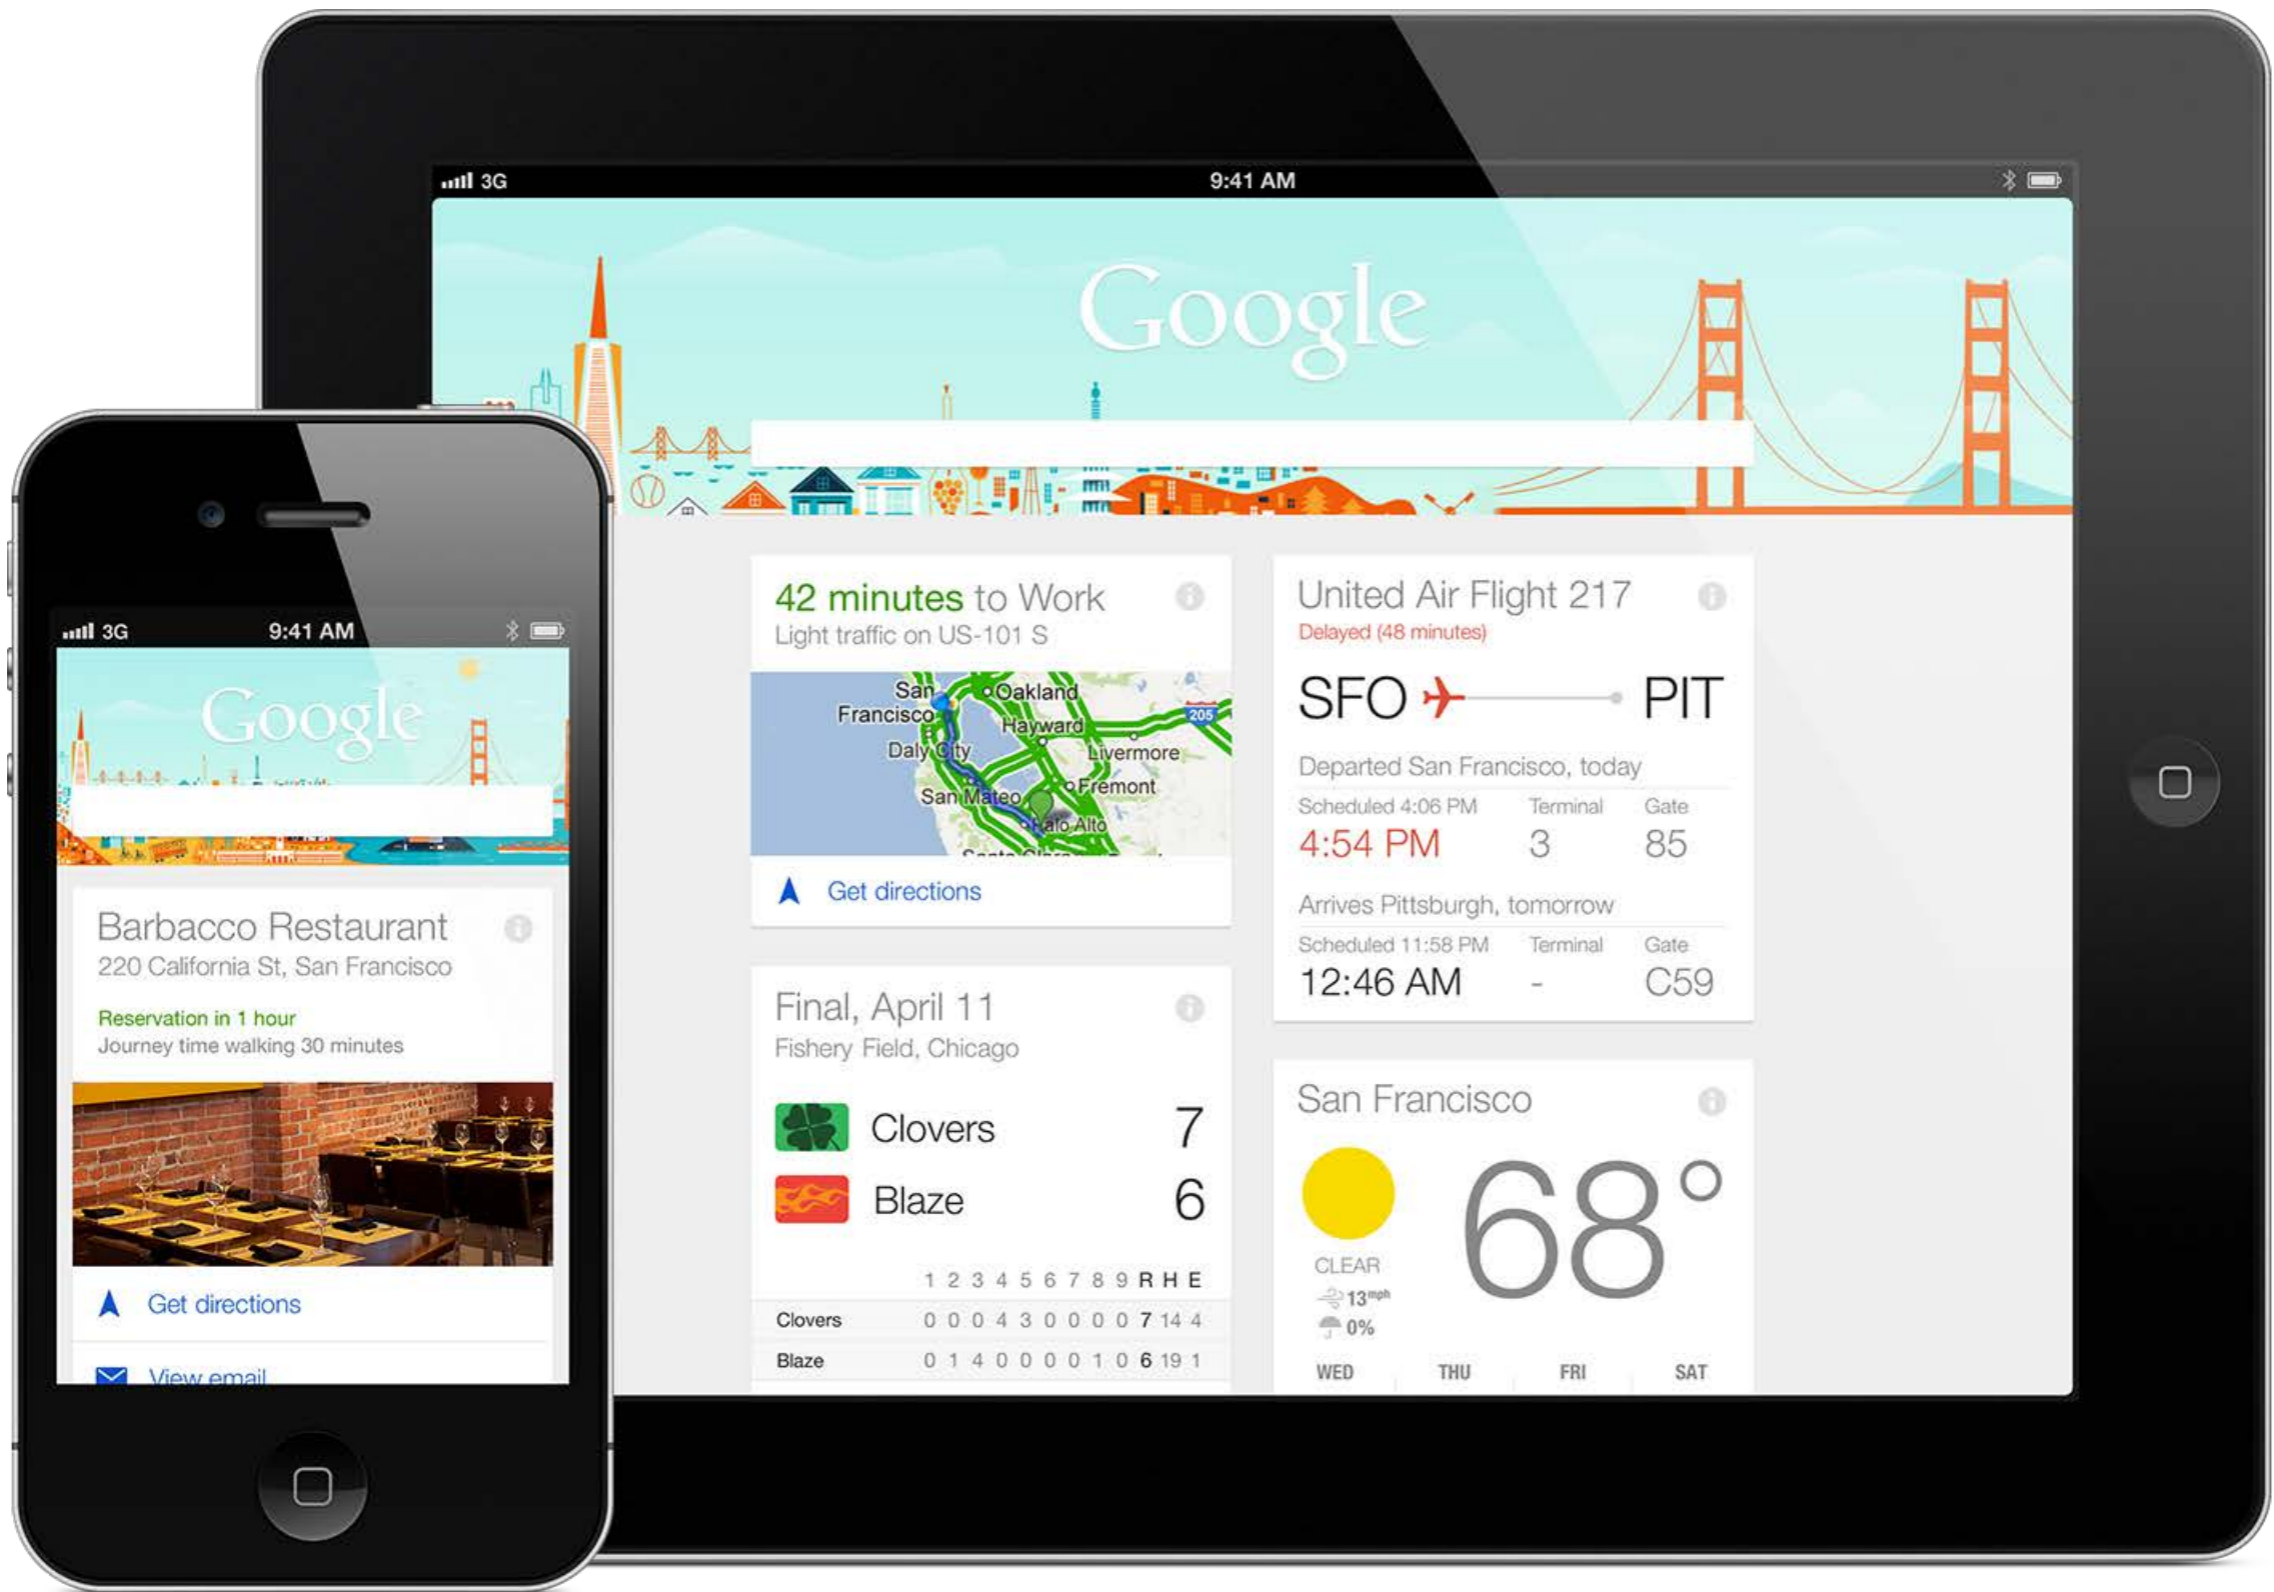 3G 9:41 AM
Google
42 minutes to Work
Light traffic on US-101 S
San Francisco
Oakland
Hayward
205
Daly City
Livermore
San Mateo
Fremont
Palo Alto
Get directions
Final, April 11
Fishery Field, Chicago
Clovers 7
Blaze 6
1 2 3 4 5 6 7 8 9 R H E
Clovers 0 0 0 4 3 0 0 0 0 7 14 4
Blaze 0 1 4 0 0 0 0 1 0 6 19 1
United Air Flight 217
Delayed (48 minutes)
SFO PIT
Departed San Francisco, today
Scheduled 4:06 PM Terminal Gate
4:54 PM 3 85
Arrives Pittsburgh, tomorrow
Scheduled 11:58 PM Terminal Gate
12:46 AM - C59
San Francisco
68°
CLEAR
13mph
0%
WED THU FRI SAT
3G 9:41 AM
Google
Barbacco Restaurant
220 California St, San Francisco
Reservation in 1 hour
Journey time walking 30 minutes
Get directions
View email